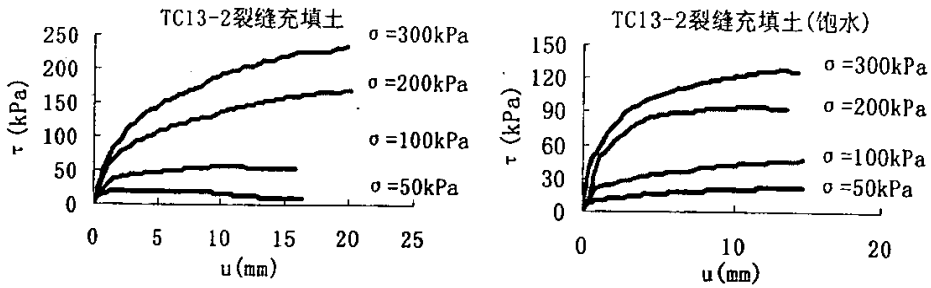 TC13-2裂缝充填土
250
200
150
100
50
0
τ(kPa)
σ=300kPa
σ=200kPa
σ=100kPa
σ=50kPa
0 5 10 15 20 25
u(mm)
TC13-2裂缝充填土(饱水)
150
120
90
60
30
0
τ(kPa)
σ=300kPa
σ=200kPa
σ=100kPa
σ=50kPa
0 10 20
u(mm)